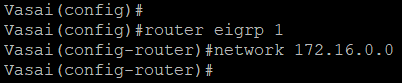 Vasai(config)#
Vasai(config)#router eigrp 1
Vasai(config-router)#network 172.16.0.0
Vasai(config-router)#